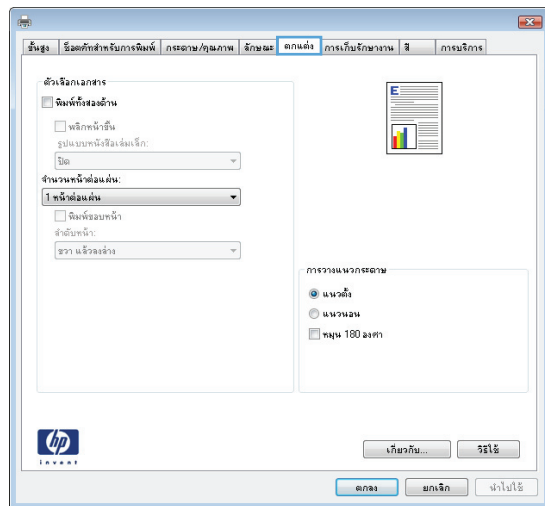 ขั้นสูง ช็อตคัทสำหรับการพิมพ์ กระดาษ/คุณภาพ ลักษณะ ตกแต่ง การเก็บรักษางาน สี การบริการ
ตัวเลือกเอกสาร
พิมพ์ทั้งสองด้าน
พลิกหน้าขึ้น
รูปแบบหนังสือเล่มเล็ก:
ปิด
จำนวนหน้าต่อแผ่น:
1 หน้าต่อแผ่น
พิมพ์ขอบหน้า
ลำดับหน้า:
ขวา แล้วลงล่าง
E
การวางแนวกระดาษ
แนวตั้ง
แนวนอน
หมุน 180 องศา
hp
invent
เกี่ยวกับ... วิธีใช้
ตกลง ยกเลิก นำไปใช้